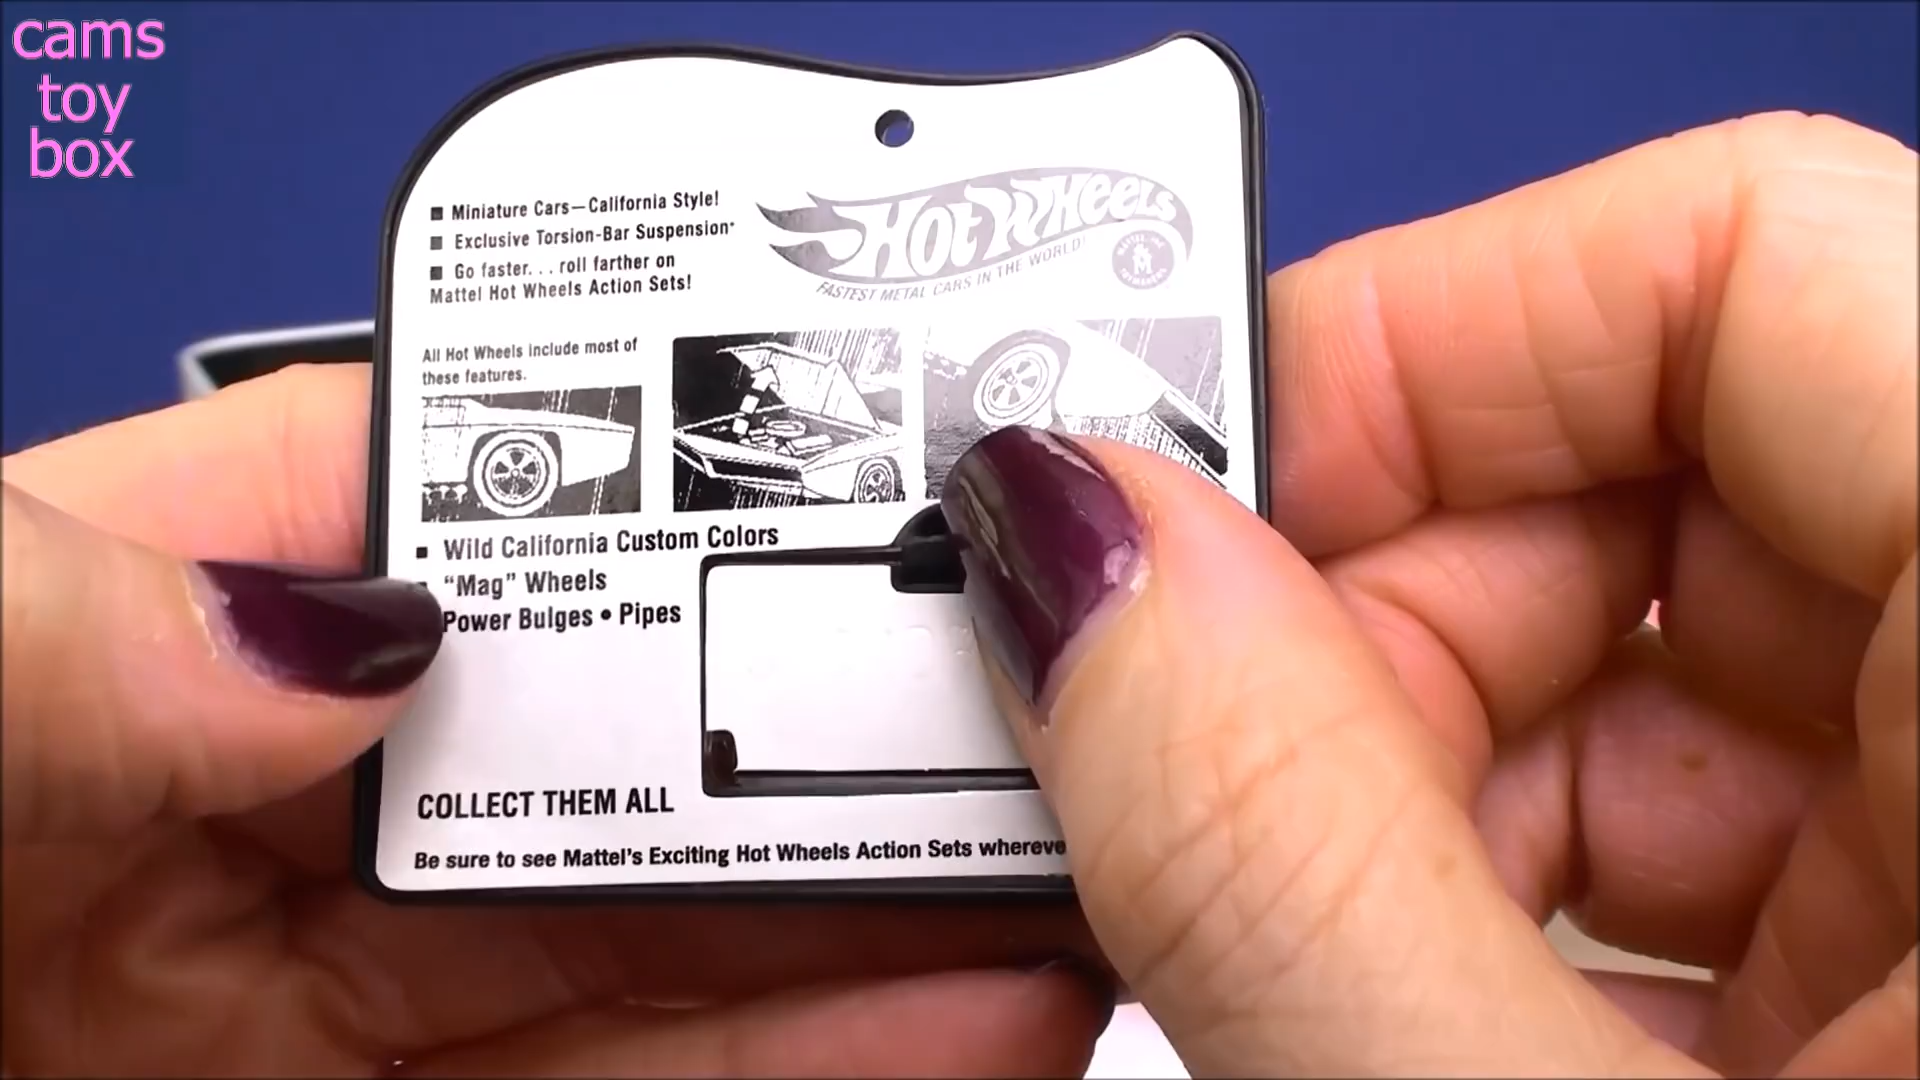 cams
toy
box
Miniature Cars—California Style!
Exclusive Torsion-Bar Suspension*
Go faster. . . roll farther on
Mattel Hot Wheels Action Sets!
Hot Wheels
FASTEST METAL CARS IN THE WORLD!
MATTEL, INC.
M
TOYMAKERS
All Hot Wheels include most of
these features.
Wild California Custom Colors
“Mag” Wheels
Power Bulges • Pipes
COLLECT THEM ALL
Be sure to see Mattel's Exciting Hot Wheels Action Sets